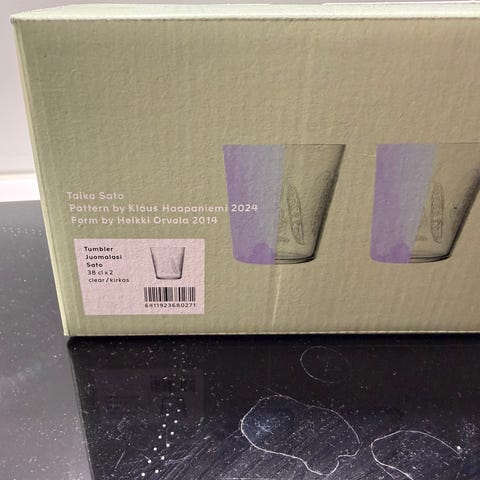 Taika Sato
Pattern by Klaus Haapaniemi 2024
Form by Heikki Orvola 2014
Tumbler
Juomalasi
Sato
38 cl x 2
clear/kirkas
6411923680271